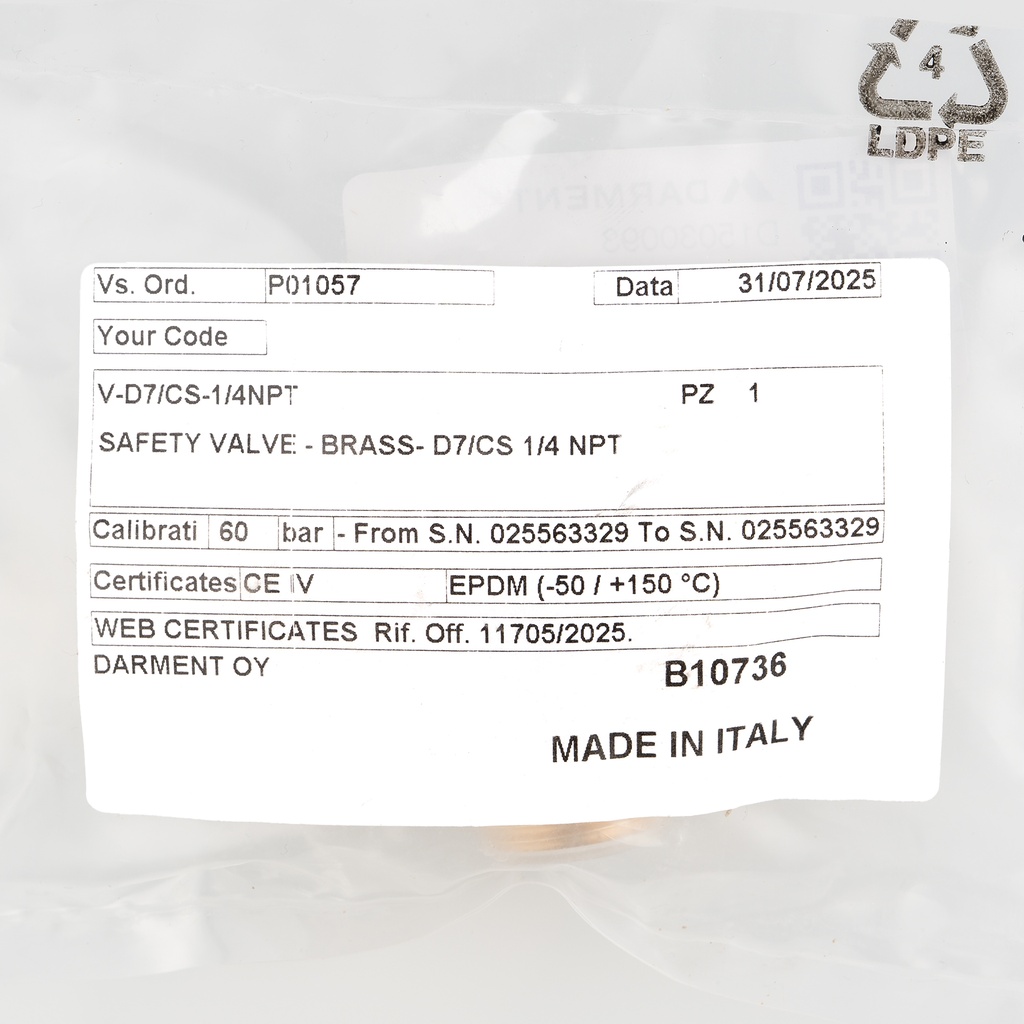 4
LDPE
DARMENT
D15030093
Vs. Ord. P01057 Data 31/07/2025
Your Code
V-D7/CS-1/4NPT PZ 1
SAFETY VALVE - BRASS- D7/CS 1/4 NPT
Calibrati 60 bar - From S.N. 025563329 To S.N. 025563329
Certificates CE IV EPDM (-50 / +150 °C)
WEB CERTIFICATES Rif. Off. 11705/2025.
DARMENT OY B10736
MADE IN ITALY